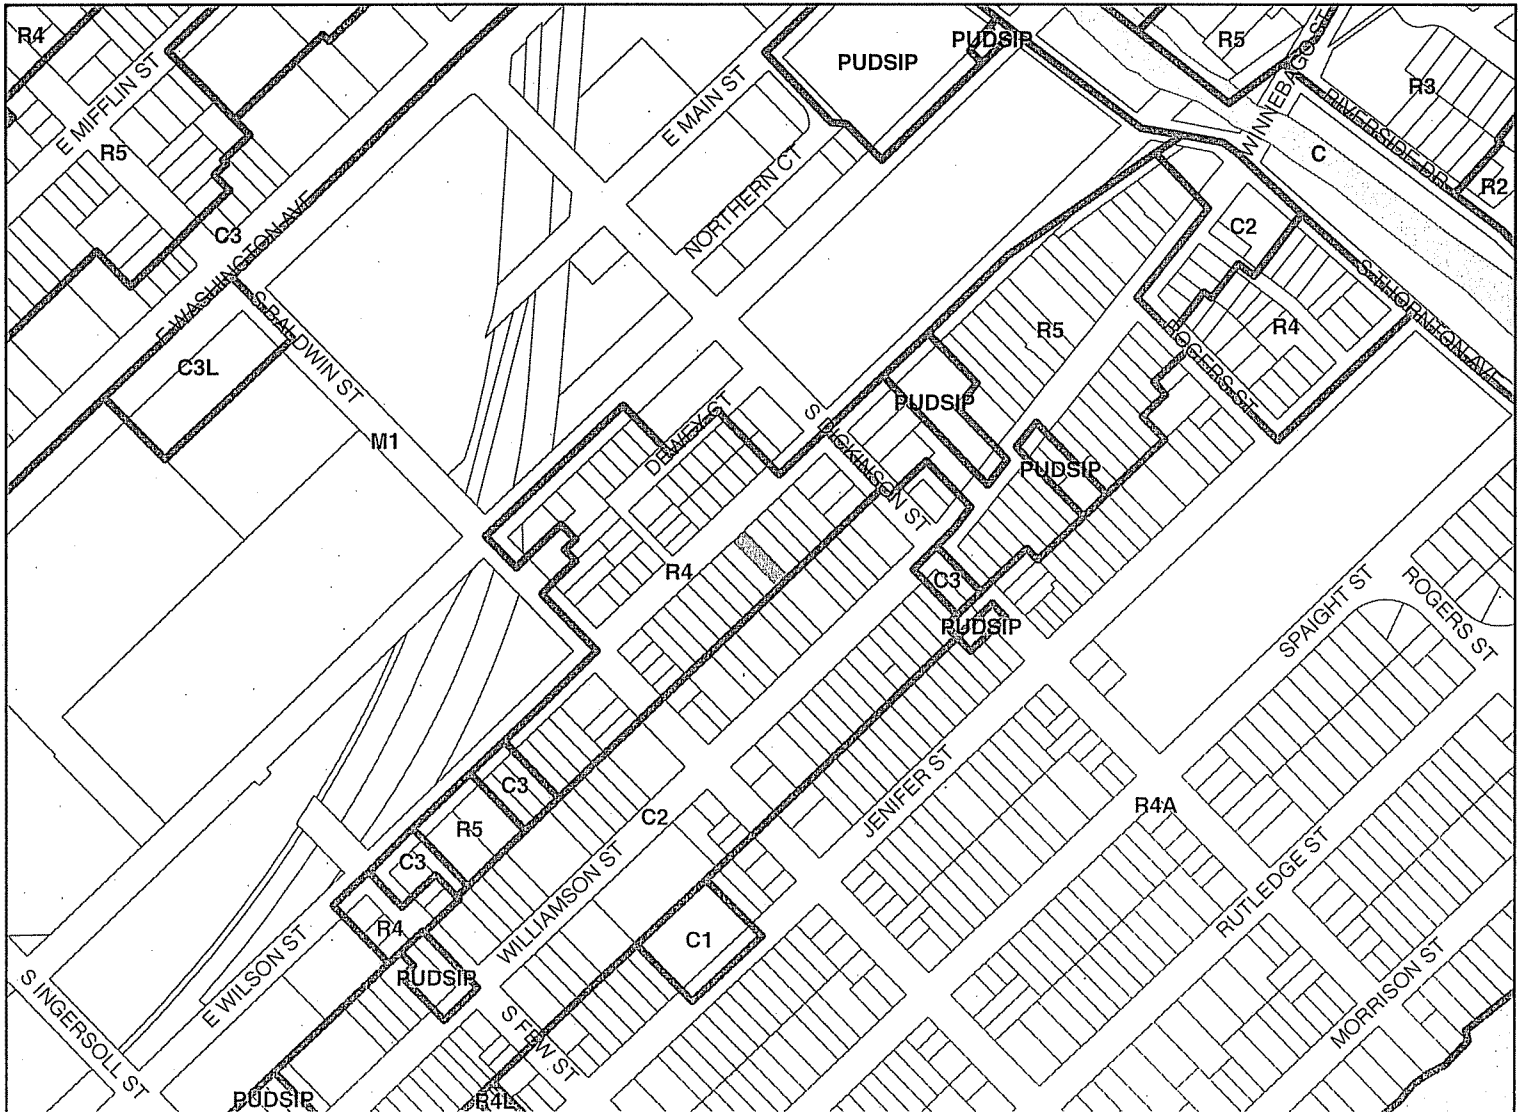 R4
PUDSIP
R5
PUDSIP
E MIFFLIN ST
E MAIN ST
WINNEBAGO ST
R3
RIVERSIDE DR
R5
C
R2
NORTHERN CT
C3
E WASHINGTON AVE
C2
S THORNTON AVE
S BALDWIN ST
R5
R4
ROGERS ST
C3L
PUDSIP
DEWEY CT
S DICKINSON ST
M1
PUDSIP
R4
C3
SPAIGHT ST
ROGERS ST
PUDSIP
C3
JENIFER ST
C2
R4A
R5
C3
WILLIAMSON ST
RUTLEDGE ST
R4
C1
E WILSON ST
PUDSIP
MORRISON ST
S INGERSOLL ST
S FEW ST
PUDSIP
R4L